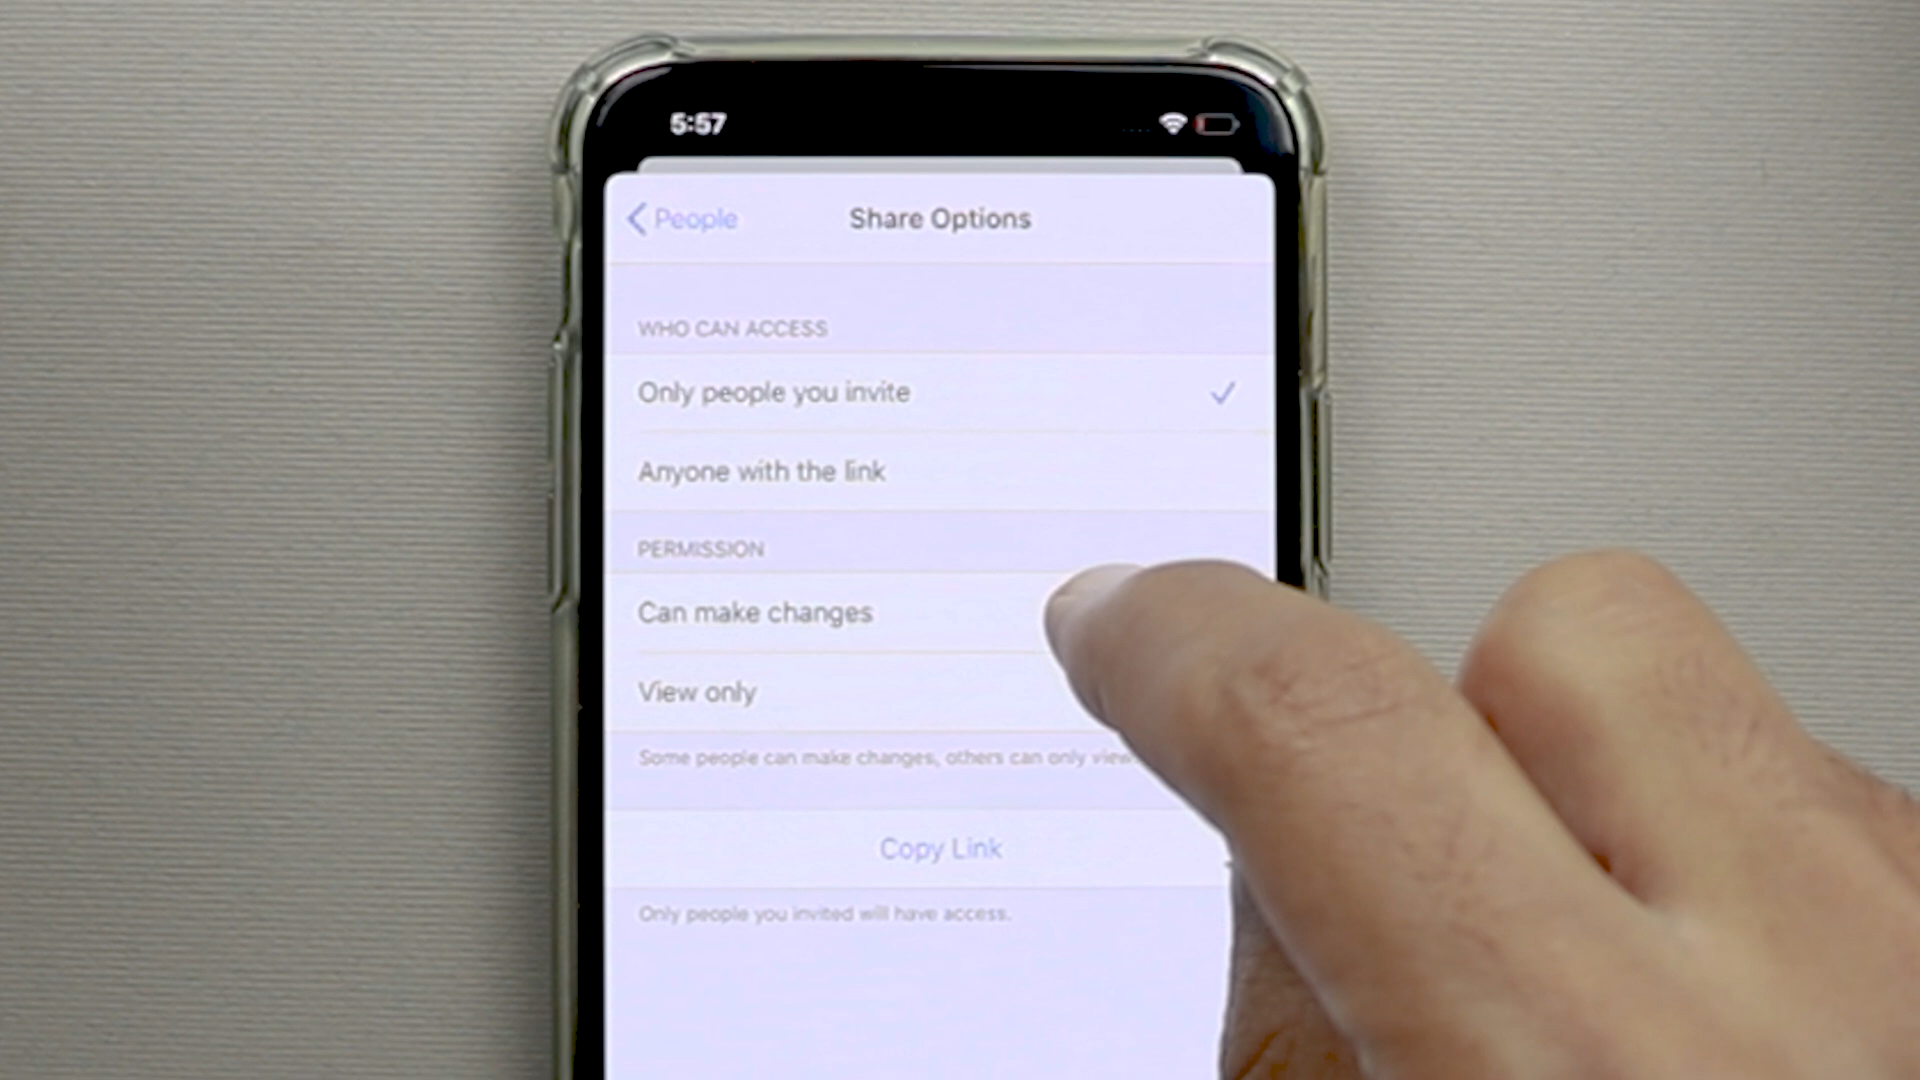 5:57
People
Share Options
WHO CAN ACCESS
Only people you invite
Anyone with the link
PERMISSION
Can make changes
View only
Some people can make changes, others can only view
Copy Link
Only people you invited will have access.